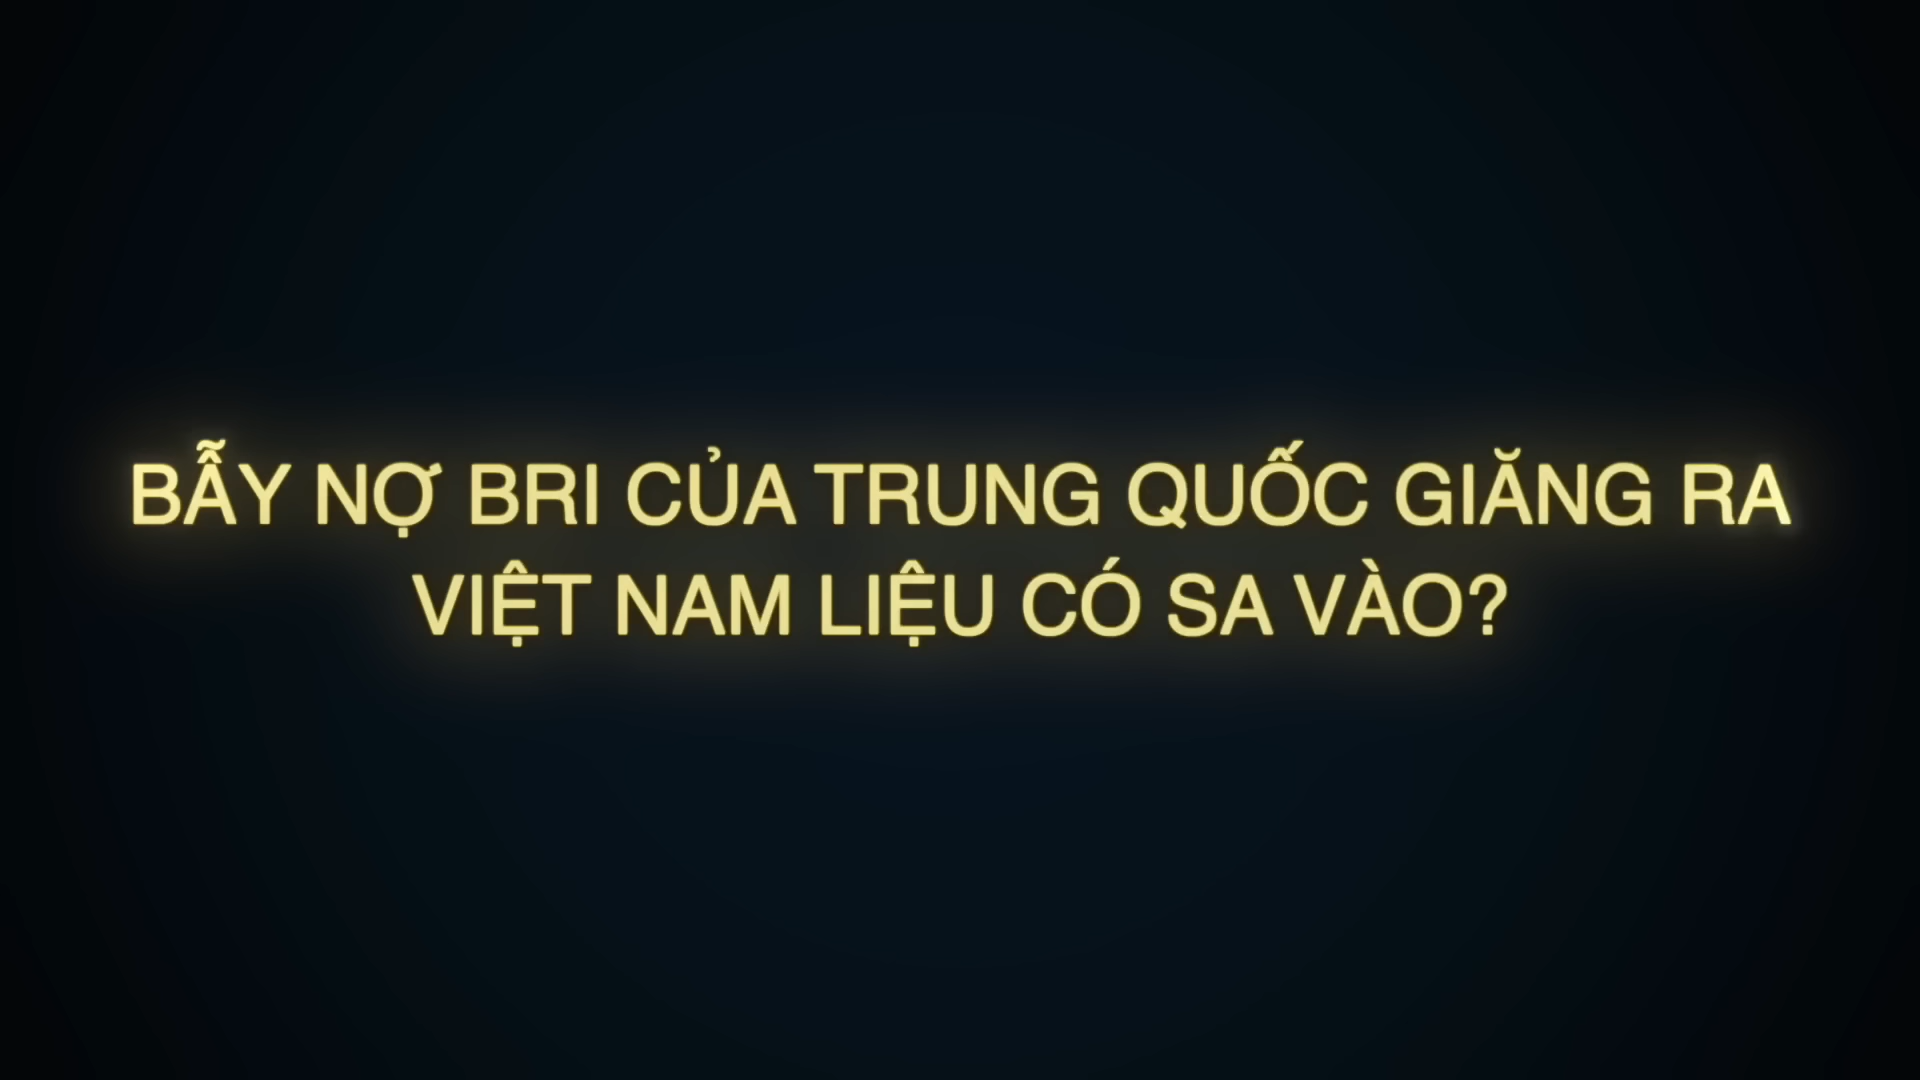 BẪY NỢ BRI CỦA TRUNG QUỐC GIĂNG RA
VIỆT NAM LIỆU CÓ SA VÀO?